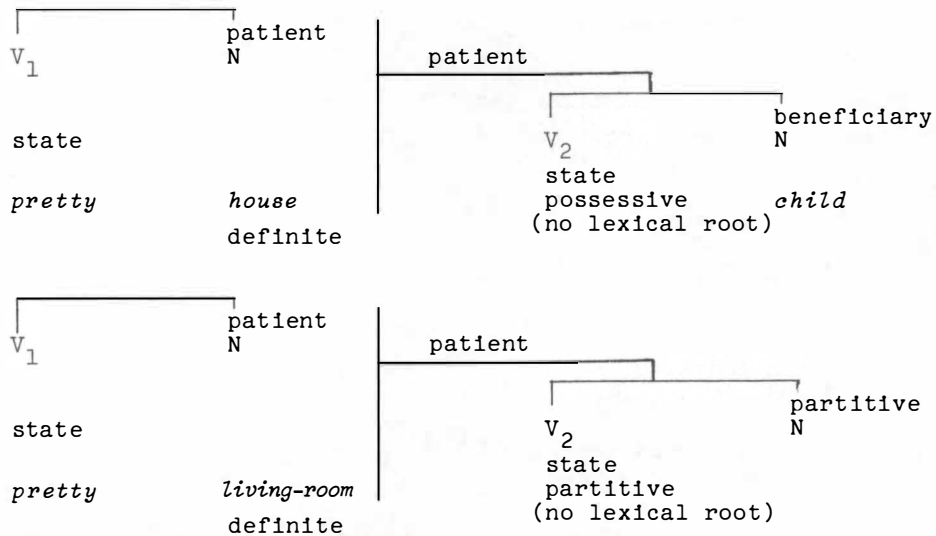 patient
V1 N patient
beneficiary
V2 N
state state
possessive
pretty house (no lexical root) child
definite
patient
V1 N patient
partitive
V2 N
state state
partitive
pretty living-room (no lexical root)
definite